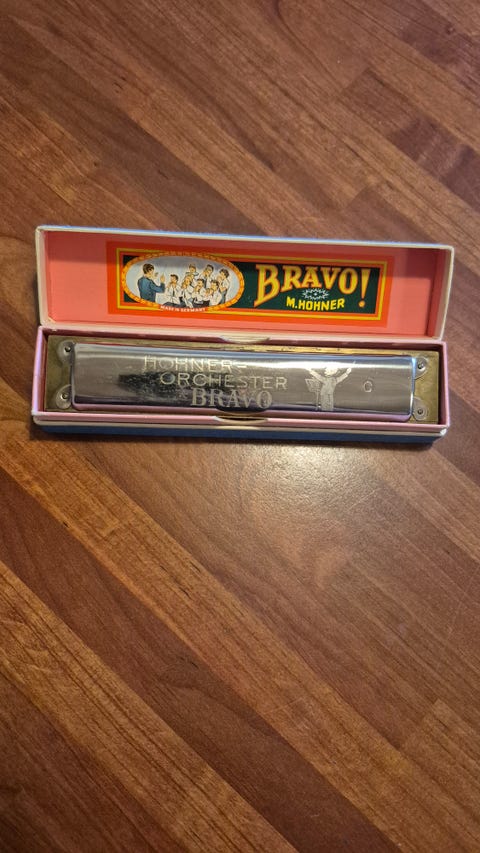 BRAVO!
M. HOHNER
MADE IN GERMANY
HOHNER-
ORCHESTER
BRAVO
C